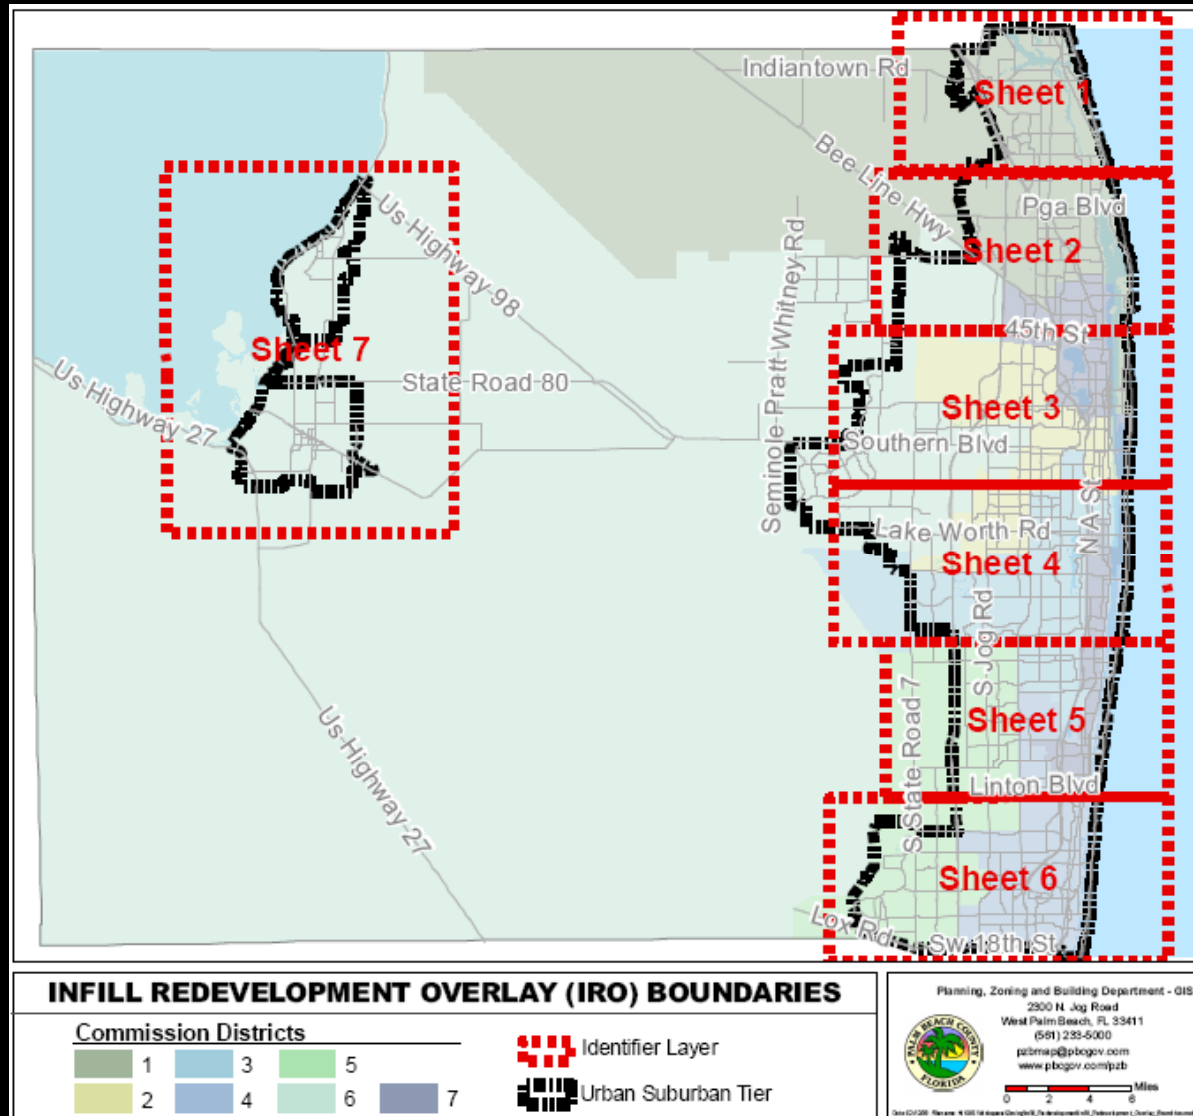 Indiantown Rd
Sheet 1
Bee Line Hwy
Us Highway 98
Pga Blvd
Sheet 2
Seminole Pratt Whitney Rd
45th St
Sheet 7
Us Highway 27
State Road 80
Sheet 3
Southern Blvd
N A St
Lake Worth Rd
Sheet 4
S Jog Rd
S State Road 7
Sheet 5
Us Highway 27
Linton Blvd
Sheet 6
Lox Rd
Sw 18th St
INFILL REDEVELOPMENT OVERLAY (IRO) BOUNDARIES
Commission Districts
1 3 5
2 4 6 7
Identifier Layer
Urban Suburban Tier
Planning, Zoning and Building Department - GIS
2300 N. Jog Road
West Palm Beach, FL 33411
(561) 233-5000
pzbmap@pbcgov.com
www.pbcgov.com/pzb
PALM BEACH COUNTY
FLORIDA
Miles
0 2 4 6